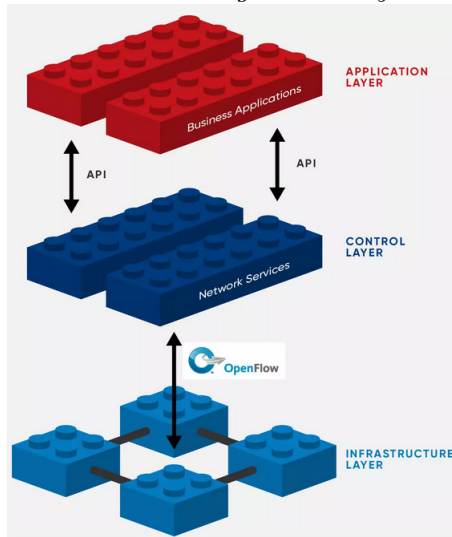 APPLICATION
LAYER
Business Applications
API
API
CONTROL
LAYER
Network Services
OpenFlow
INFRASTRUCTURE
LAYER